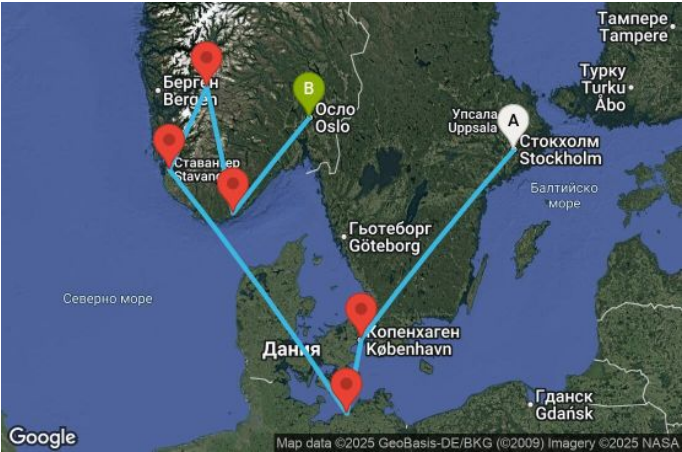 Тампере
Tampere
Берген
Bergen
B
Осло
Oslo
Турку
Turku
Åbo
Упсала
Uppsala
A
Стокхолм
Stockholm
Ставангер
Stavang
Балтийско
море
Гьотеборг
Göteborg
Северно море
Дания
Копенхаген
København
Гданск
Gdańsk
Google
Map data ©2025 GeoBasis-DE/BKG (©2009) Imagery ©2025 NASA